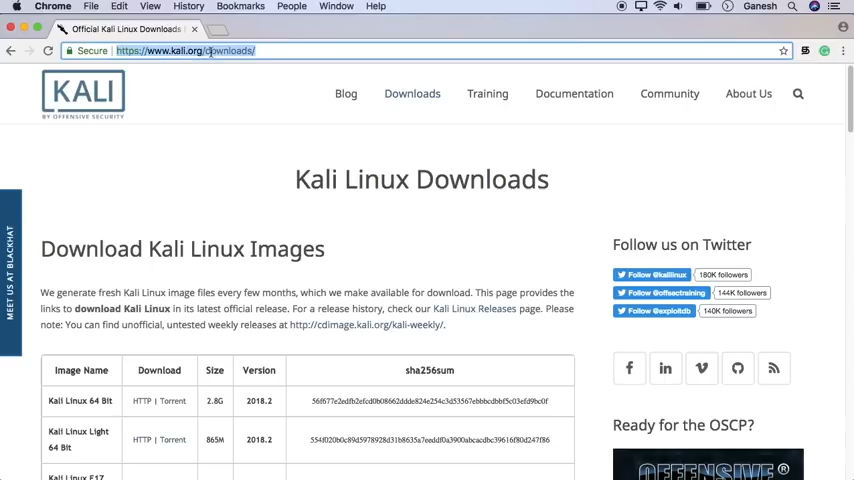 Chrome File Edit View History Bookmarks People Window Help Ganesh
Official Kali Linux Downloads
Secure https://www.kali.org/downloads/
KALI
BY OFFENSIVE SECURITY
Blog Downloads Training Documentation Community About Us
Kali Linux Downloads
MEET US AT BLACKHAT
Download Kali Linux Images
We generate fresh Kali Linux image files every few months, which we make available for download. This page provides the
links to download Kali Linux in its latest official release. For a release history, check our Kali Linux Releases page. Please
note: You can find unofficial, untested weekly releases at http://cdimage.kali.org/kali-weekly/.
Image Name Download Size Version sha256sum
Kali Linux 64 Bit HTTP | Torrent 2.8G 2018.2 56f677e2edfb2efcd0b08662ddde824e254c3d53567ebbbcdbbf5c03efd9bc0f
Kali Linux Light
64 Bit
HTTP | Torrent 865M 2018.2 554f020b0c89d5978928d31b8635a7eeddf0a3900abcacdbc39616f80d247f86
Kali Linux E17
Follow us on Twitter
Follow @kalilinux 180K followers
Follow @offsectraining 144K followers
Follow @exploitdb 140K followers
Ready for the OSCP?
OFFENSIVE ®